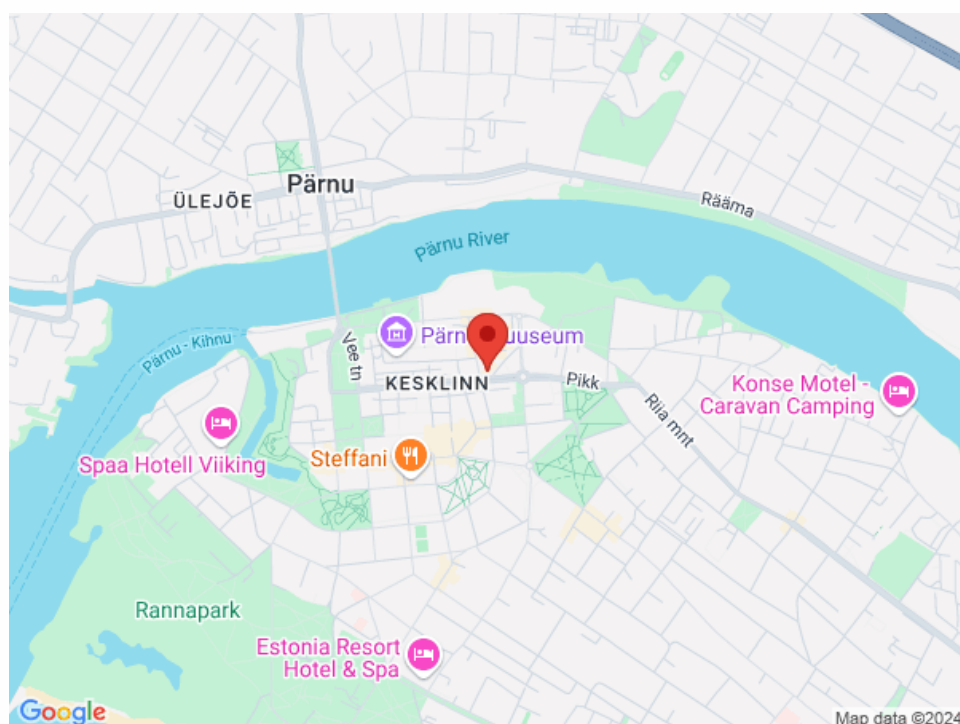 Pärnu
ÜLEJÕE
Rääma
Pärnu River
Pärnu - Kihnu
Vee tn
KESKLINN
Pikk
Riia mnt
Konse Motel -
Caravan Camping
Steffani
Spaa Hotell Viiking
Rannapark
Estonia Resort
Hotel & Spa
Google
Map data ©2024